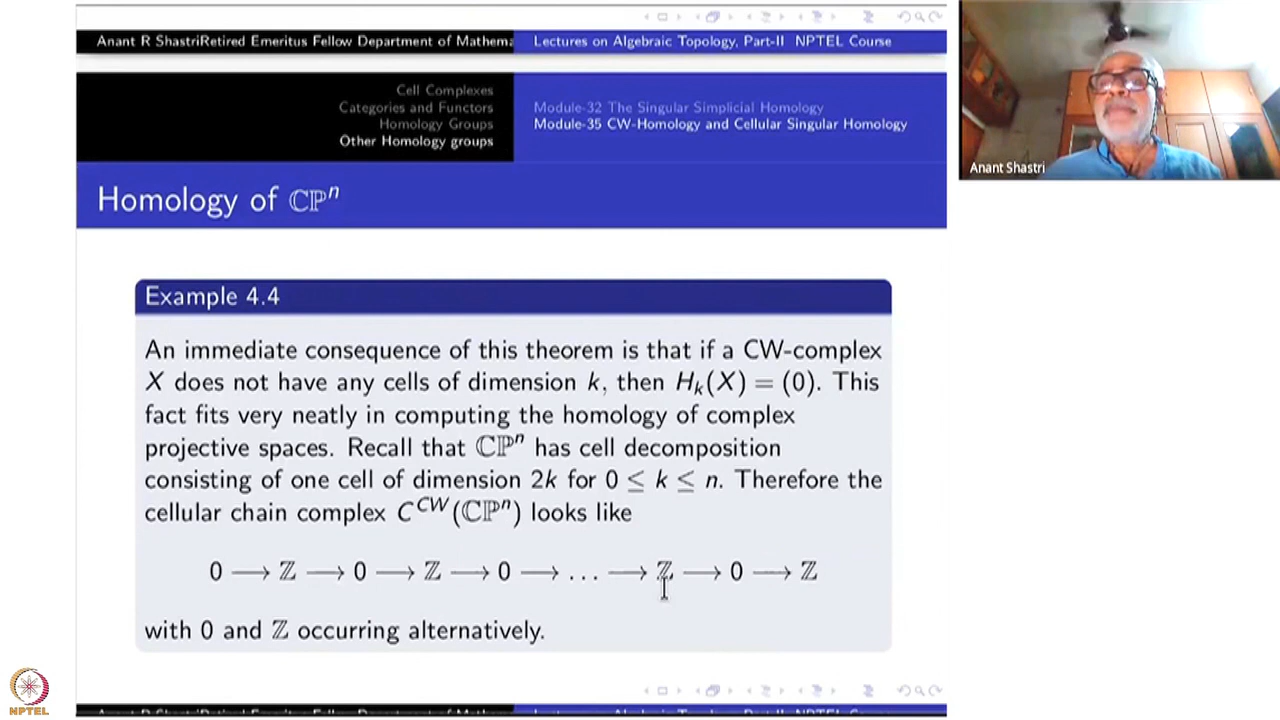 Anant R ShastriRetired Emeritus Fellow Department of Mathema
Lectures on Algebraic Topology, Part-II NPTEL Course
Cell Complexes
Categories and Functors
Homology Groups
Other Homology groups
Module-32 The Singular Simplicial Homology
Module-35 CW-Homology and Cellular Singular Homology
Anant Shastri
Homology of ℂℙⁿ
Example 4.4
An immediate consequence of this theorem is that if a CW-complex
X does not have any cells of dimension k, then Hₖ(X) = (0). This
fact fits very neatly in computing the homology of complex
projective spaces. Recall that ℂℙⁿ has cell decomposition
consisting of one cell of dimension 2k for 0 ≤ k ≤ n. Therefore the
cellular chain complex C^{CW}(ℂℙⁿ) looks like
0 ⟶ ℤ ⟶ 0 ⟶ ℤ ⟶ 0 ⟶ ... ⟶ ℤ ⟶ 0 ⟶ ℤ
with 0 and ℤ occurring alternatively.
NPTEL